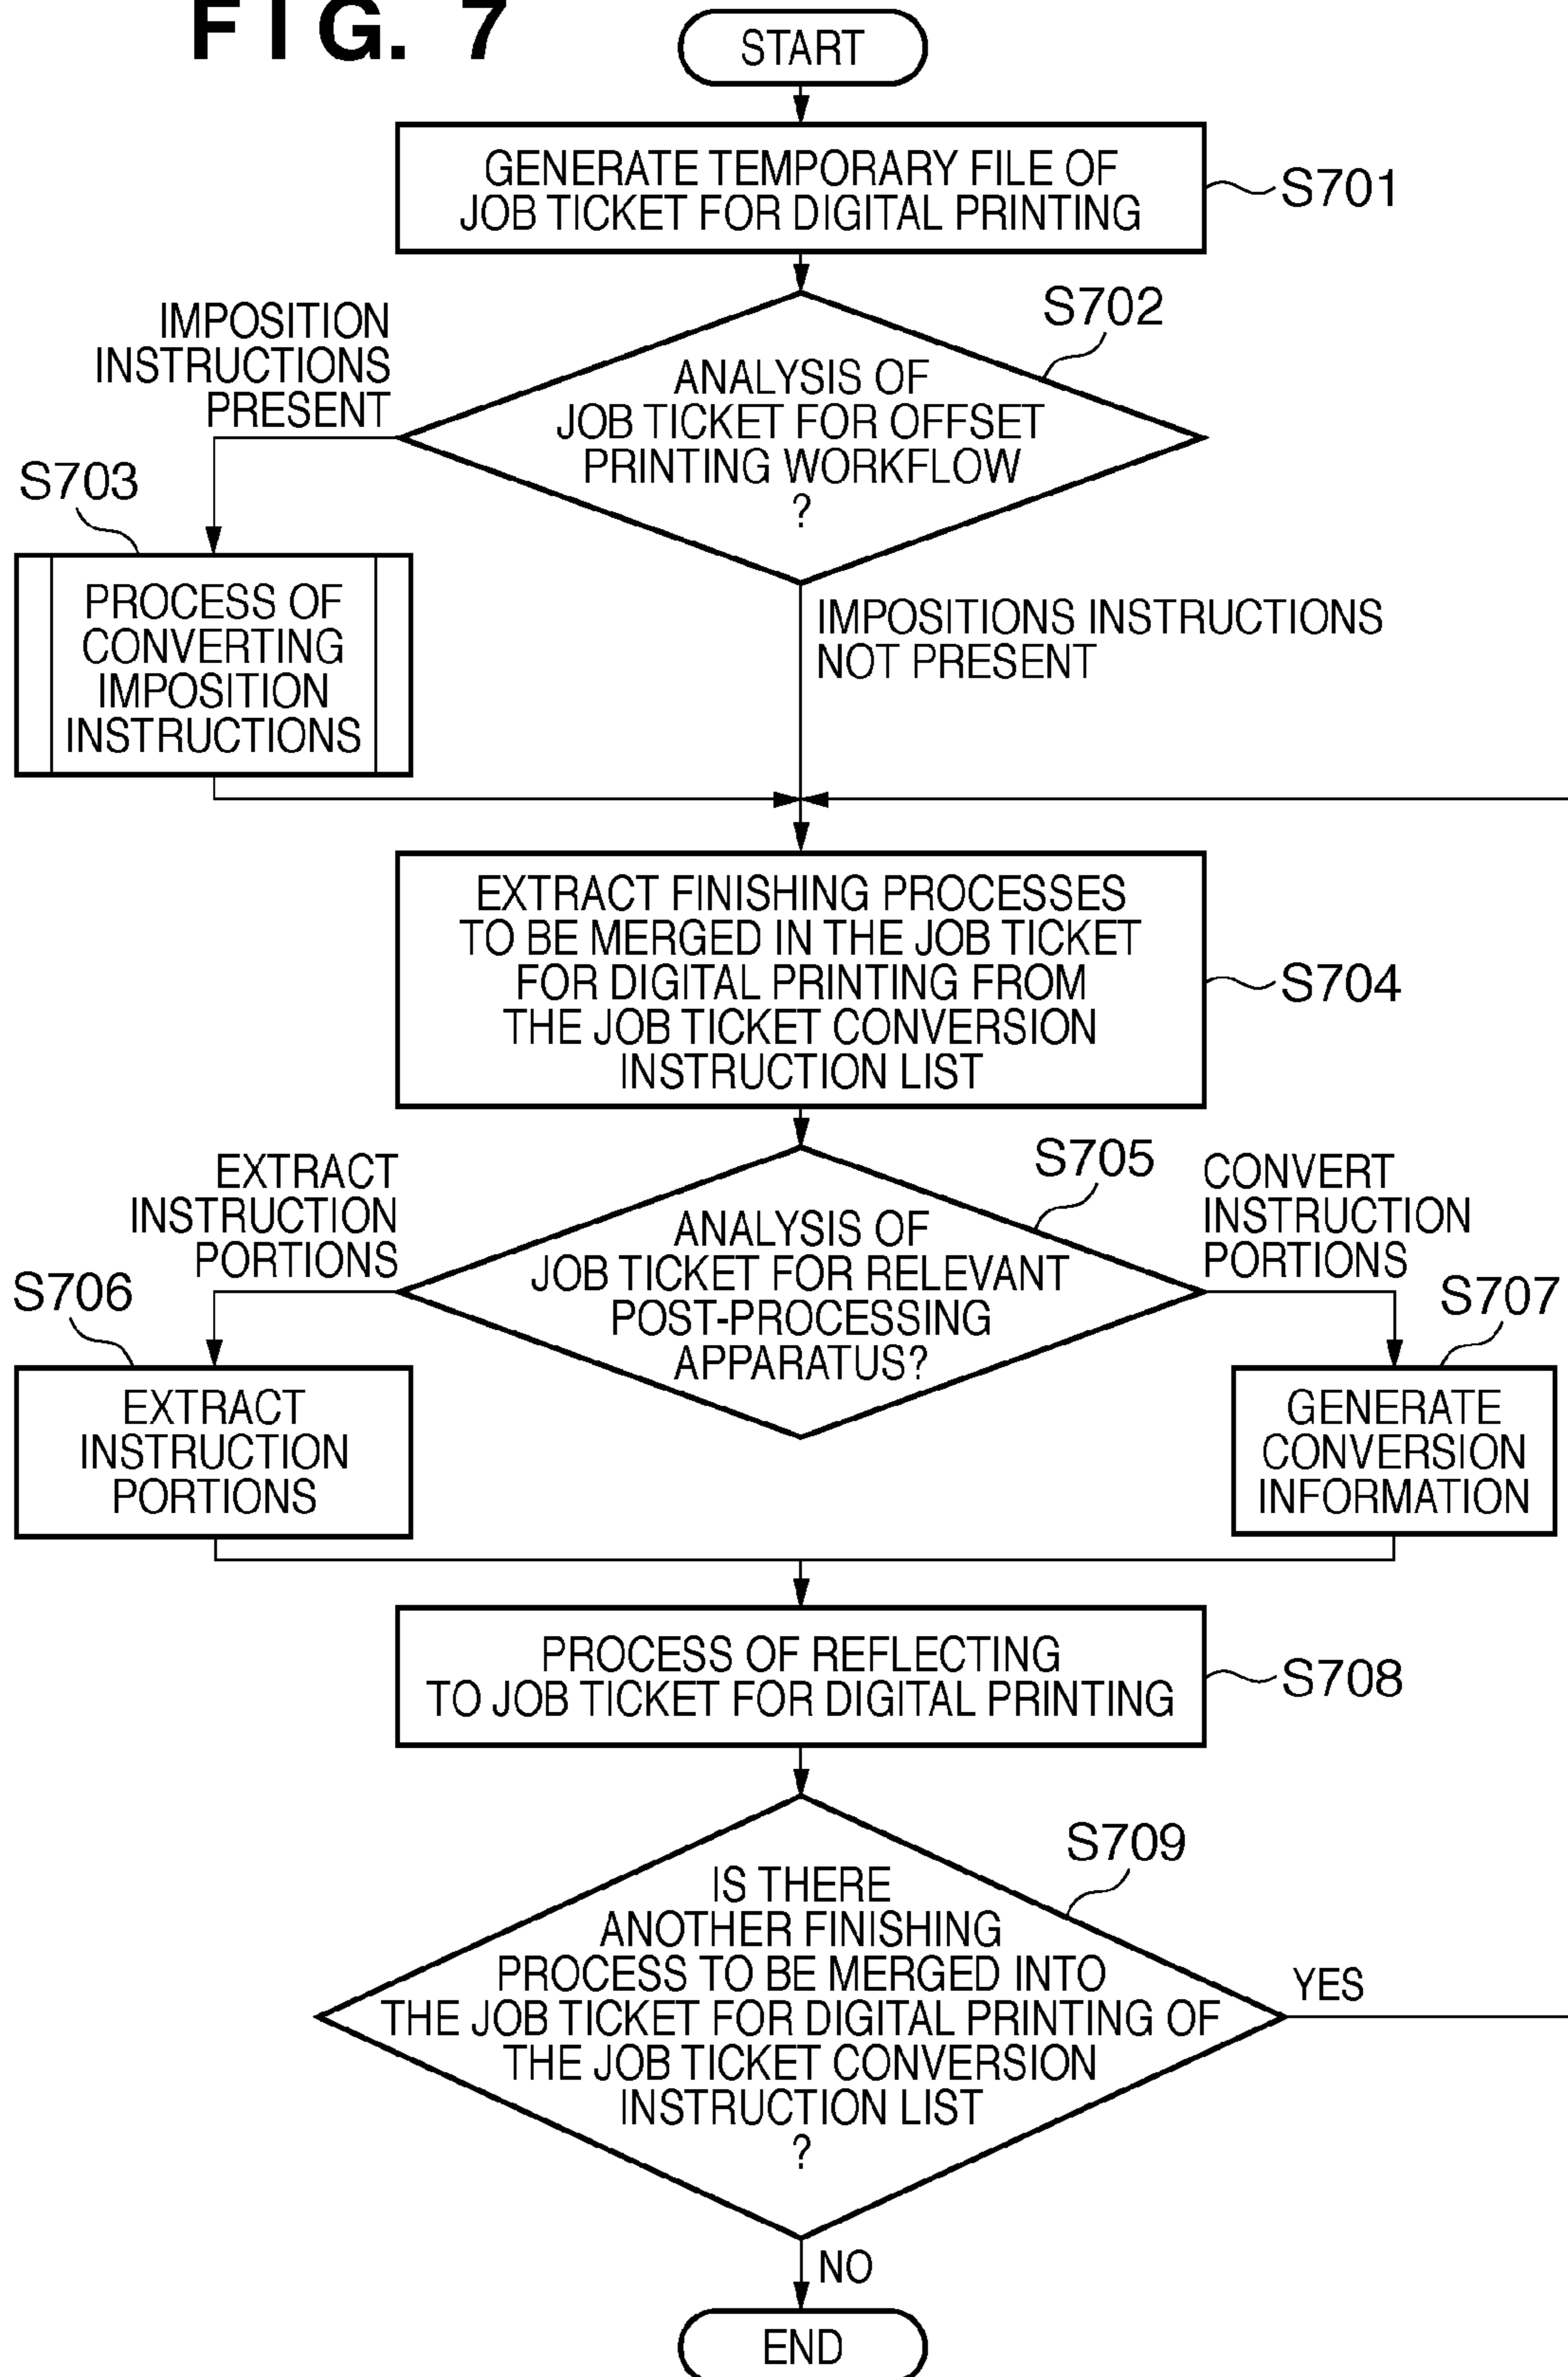 FIG. 7
START
GENERATE TEMPORARY FILE OF
JOB TICKET FOR DIGITAL PRINTING
S701
S702
ANALYSIS OF
JOB TICKET FOR OFFSET
PRINTING WORKFLOW
?
IMPOSITION
INSTRUCTIONS
PRESENT
S703
PROCESS OF
CONVERTING
IMPOSITION
INSTRUCTIONS
IMPOSITIONS INSTRUCTIONS
NOT PRESENT
EXTRACT FINISHING PROCESSES
TO BE MERGED IN THE JOB TICKET
FOR DIGITAL PRINTING FROM
THE JOB TICKET CONVERSION
INSTRUCTION LIST
S704
S705
ANALYSIS OF
JOB TICKET FOR RELEVANT
POST-PROCESSING
APPARATUS?
EXTRACT
INSTRUCTION
PORTIONS
S706
EXTRACT
INSTRUCTION
PORTIONS
CONVERT
INSTRUCTION
PORTIONS
S707
GENERATE
CONVERSION
INFORMATION
PROCESS OF REFLECTING
TO JOB TICKET FOR DIGITAL PRINTING
S708
S709
IS THERE
ANOTHER FINISHING
PROCESS TO BE MERGED INTO
THE JOB TICKET FOR DIGITAL PRINTING OF
THE JOB TICKET CONVERSION
INSTRUCTION LIST
?
YES
NO
END